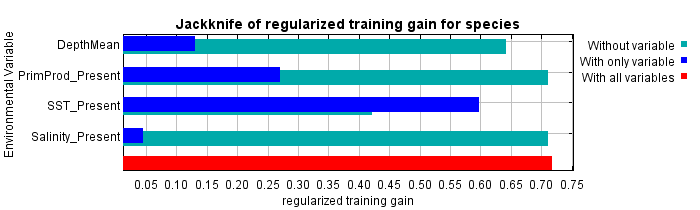 Jackknife of regularized training gain for species
Environmental Variable
DepthMean
PrimProd_Present
SST_Present
Salinity_Present
Without variable
With only variable
With all variables
0.05 0.10 0.15 0.20 0.25 0.30 0.35 0.40 0.45 0.50 0.55 0.60 0.65 0.70 0.75
regularized training gain